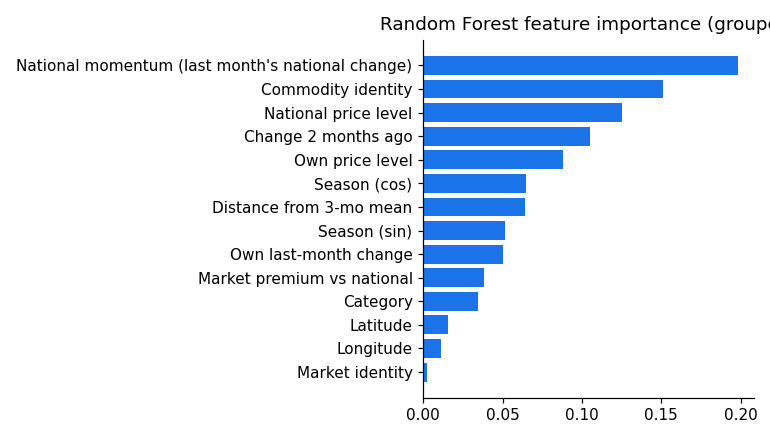 Random Forest feature importance (groupe
National momentum (last month's national change)
Commodity identity
National price level
Change 2 months ago
Own price level
Season (cos)
Distance from 3-mo mean
Season (sin)
Own last-month change
Market premium vs national
Category
Latitude
Longitude
Market identity
0.00 0.05 0.10 0.15 0.20